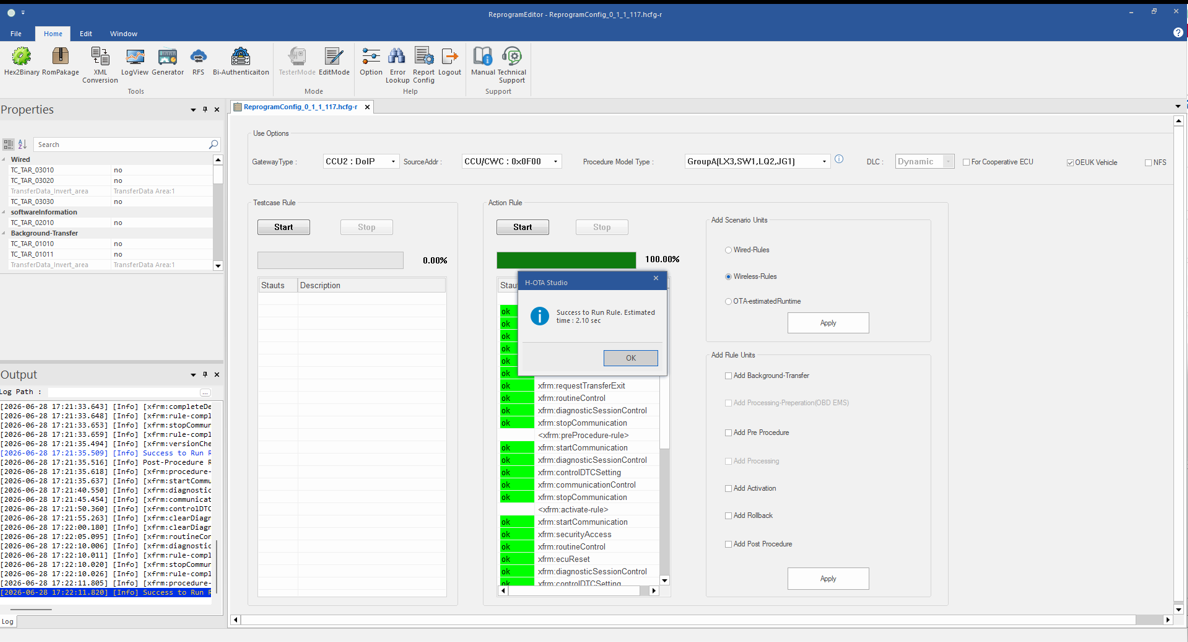 ReprogramEditor - ReprogramConfig_0_1_1_117.hcfg-r
File Home Edit Window
Hex2Binary RomPakage XML Conversion LogView Generator RFS Bi-Authenticaiton
Tools
TesterMode EditMode
Mode
Option Error Lookup Report Config Logout
Help
Manual Technical Support
Support
Properties
Search
Wired
TC_TAR_03010 no
TC_TAR_03020 no
TransferData_Invert_area TransferData Area:1
TC_TAR_03030 no
softwareInformation
TC_TAR_02010 no
Background-Transfer
TC_TAR_01010 no
TC_TAR_01011 no
TransferData_Invert_area TransferData Area:1
Output
Log Path :
...
[2026-06-28 17:21:33.643] [Info] [xfrm:completeDe
[2026-06-28 17:21:33.648] [Info] [xfrm:rule-compl
[2026-06-28 17:21:33.653] [Info] [xfrm:stopCommun
[2026-06-28 17:21:33.659] [Info] [xfrm:rule-compl
[2026-06-28 17:21:35.494] [Info] [xfrm:versionChe
[2026-06-28 17:21:35.509] [Info] Success to Run R
[2026-06-28 17:21:35.516] [Info] Post-Procedure R
[2026-06-28 17:21:35.618] [Info] [xfrm:procedure-
[2026-06-28 17:21:35.637] [Info] [xfrm:startCommu
[2026-06-28 17:21:40.550] [Info] [xfrm:diagnostic
[2026-06-28 17:21:45.454] [Info] [xfrm:communicat
[2026-06-28 17:21:50.360] [Info] [xfrm:controlDTC
[2026-06-28 17:21:55.263] [Info] [xfrm:clearDiagn
[2026-06-28 17:22:00.180] [Info] [xfrm:clearDiagn
[2026-06-28 17:22:05.095] [Info] [xfrm:routineCon
[2026-06-28 17:22:10.006] [Info] [xfrm:diagnostic
[2026-06-28 17:22:10.011] [Info] [xfrm:rule-compl
[2026-06-28 17:22:10.020] [Info] [xfrm:stopCommun
[2026-06-28 17:22:10.026] [Info] [xfrm:rule-compl
[2026-06-28 17:22:11.805] [Info] [xfrm:procedure-
[2026-06-28 17:22:11.820] [Info] Success to Run R
Log
ReprogramConfig_0_1_1_117.hcfg-r
Use Options
GatewayType : CCU2 : DoIP SourceAddr : CCU/CWC : 0x0F00 Procedure Model Type : GroupA(LX3,SW1,LQ2,JG1) DLC : Dynamic For Cooperative ECU OEUK Vehicle NFS
Testcase Rule
Start Stop
0.00%
Stauts Description
Action Rule
Start Stop
100.00%
Stau
ok
ok
ok
ok
ok
ok
ok xfrm:requestTransferExit
ok xfrm:routineControl
ok xfrm:diagnosticSessionControl
ok xfrm:stopCommunication
<xfrm:preProcedure-rule>
ok xfrm:startCommunication
ok xfrm:diagnosticSessionControl
ok xfrm:controlDTCSetting
ok xfrm:communicationControl
ok xfrm:stopCommunication
<xfrm:activate-rule>
ok xfrm:startCommunication
ok xfrm:securityAccess
ok xfrm:routineControl
ok xfrm:ecuReset
ok xfrm:diagnosticSessionControl
ok xfrm:controlDTCSetting
H-OTA Studio
Success to Run Rule. Estimated
time : 2.10 sec
OK
Add Scenario Units
Wired-Rules
Wireless-Rules
OTA-estimatedRuntime
Apply
Add Rule Units
Add Background-Transfer
Add Processing-Preperation(OBD EMS)
Add Pre Procedure
Add Processing
Add Activation
Add Rollback
Add Post Procedure
Apply